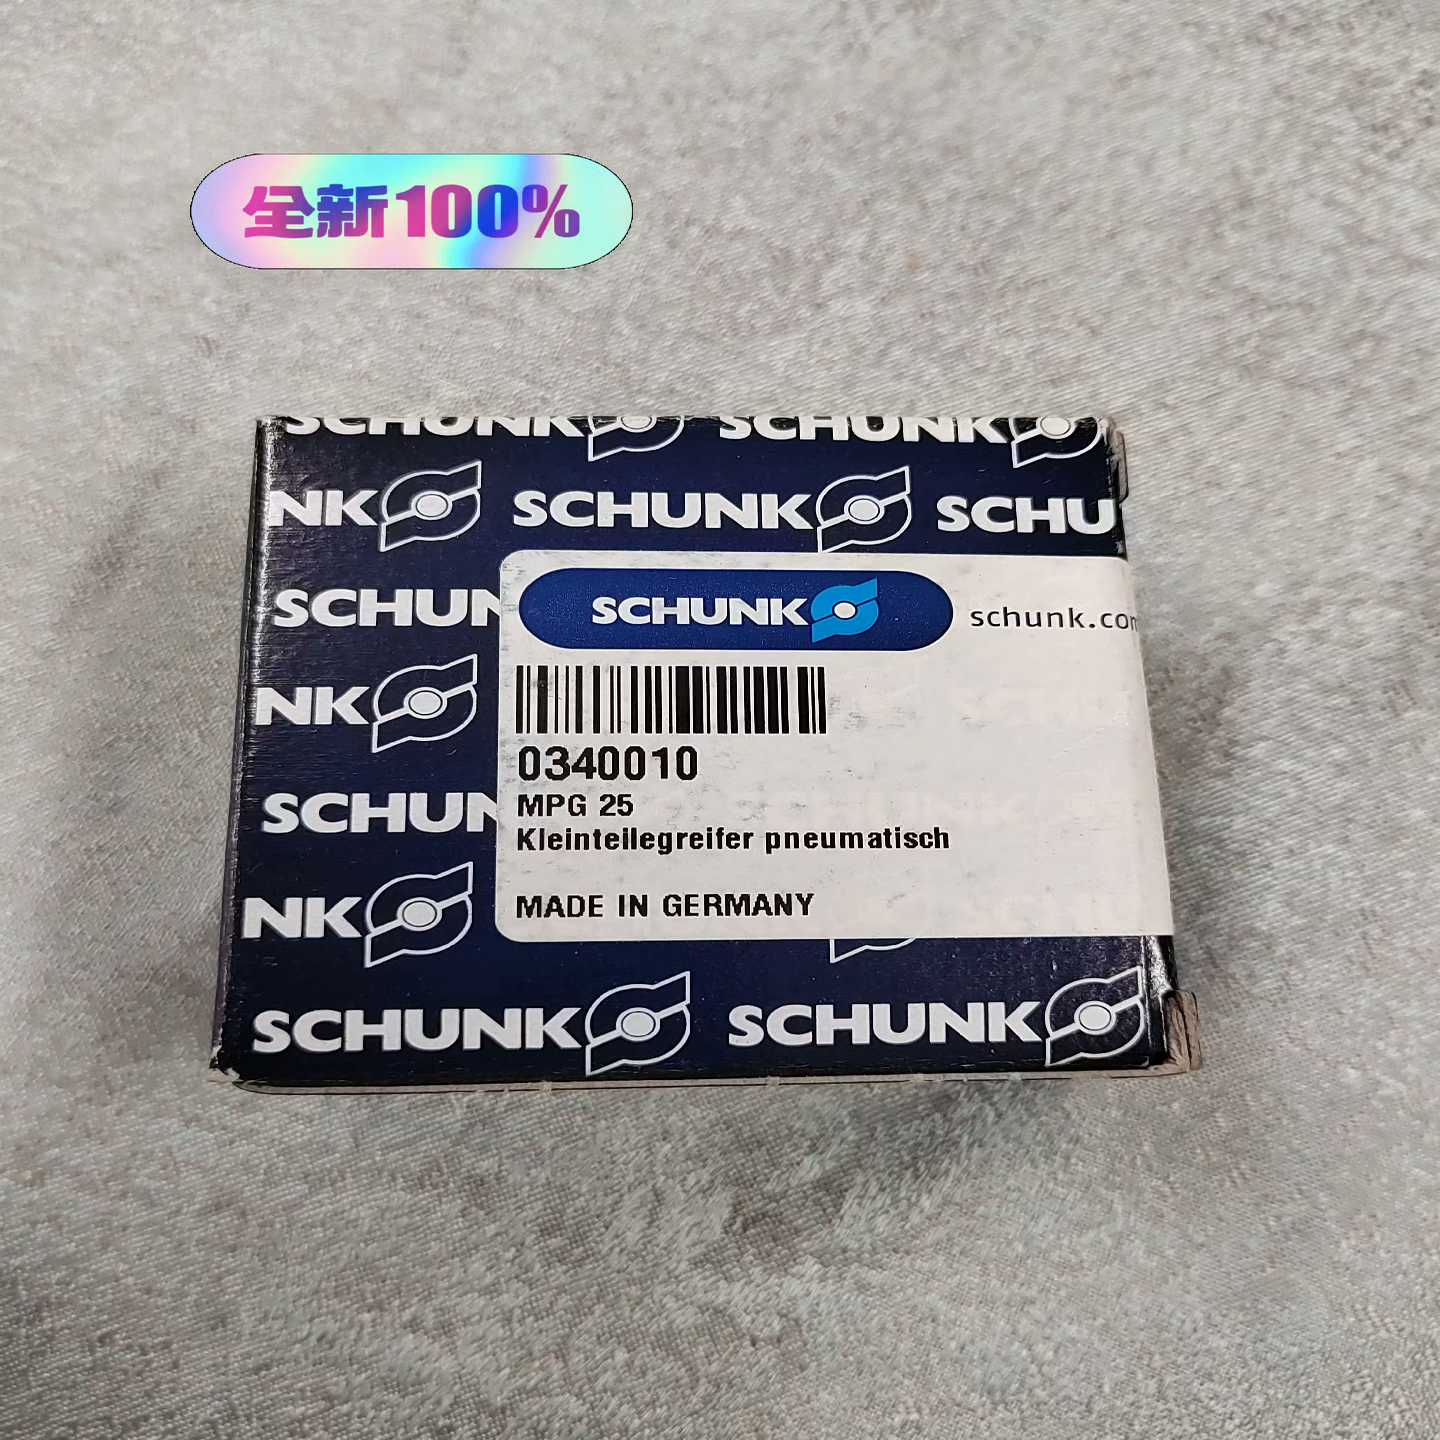 全新100%
SCHUNK SCHUNK
NK SCHUNK SCHU
SCHUNK schunk.com
SCHUN
0340010
NK
MPG 25
SCHUN
Kleinteilegreifer pneumatisch
NK
MADE IN GERMANY
SCHUNK SCHUNK